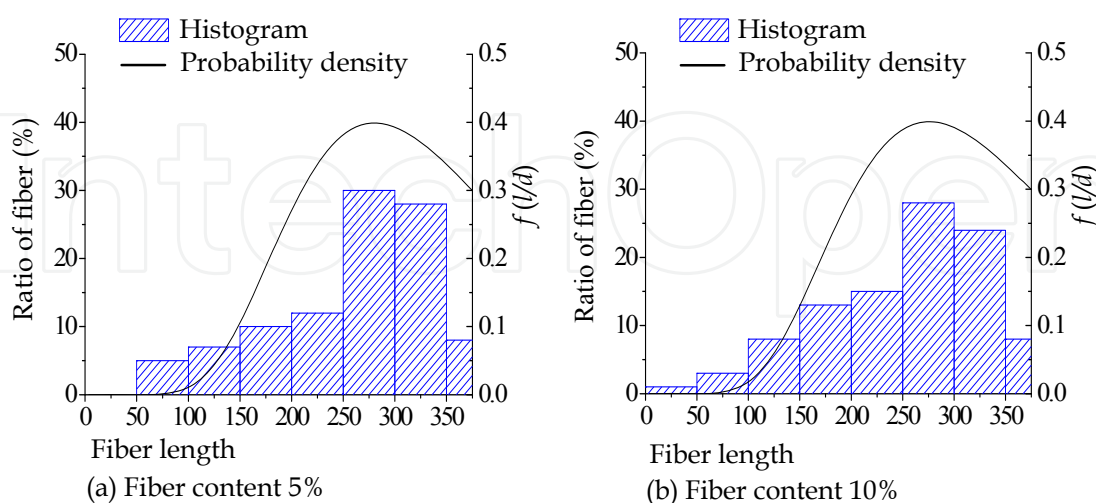 Histogram
Probability density
50
40
30
20
10
0
Ratio of fiber (%)
0.5
0.4
0.3
0.2
0.1
0.0
f (l/d)
0 50 100 150 200 250 300 350
Fiber length
(a) Fiber content 5%
Histogram
Probability density
50
40
30
20
10
0
Ratio of fiber (%)
0.5
0.4
0.3
0.2
0.1
0.0
f (l/d)
0 50 100 150 200 250 300 350
Fiber length
(b) Fiber content 10%
IntechOpen